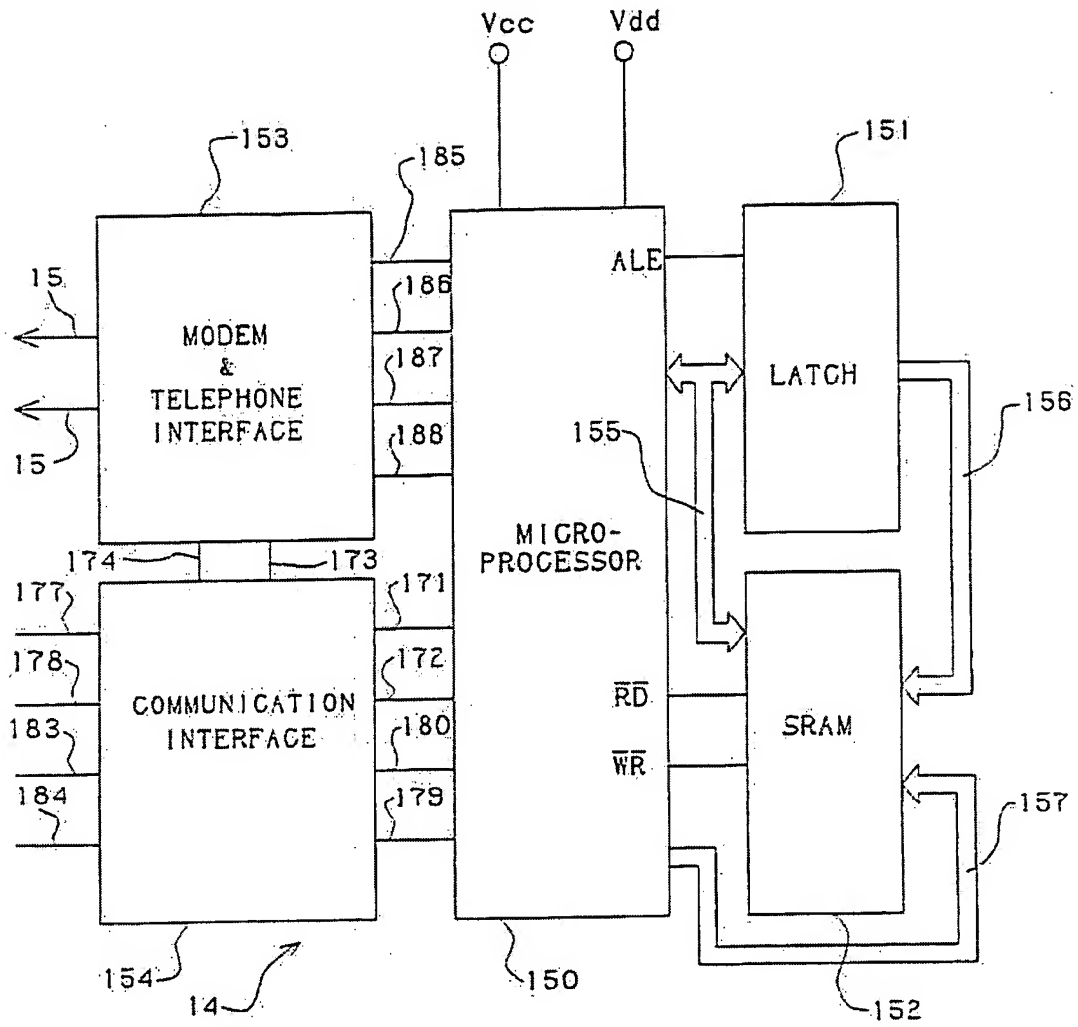 Vcc
Vdd
153
185
151
ALE
15
186
MODEM
&
TELEPHONE
INTERFACE
187
LATCH
156
15
188
155
MICRO-
PROCESSOR
174
173
177
171
178
172
COMMUNICATION
INTERFACE
RD
SRAM
183
180
WR
184
179
157
154
14
150
152